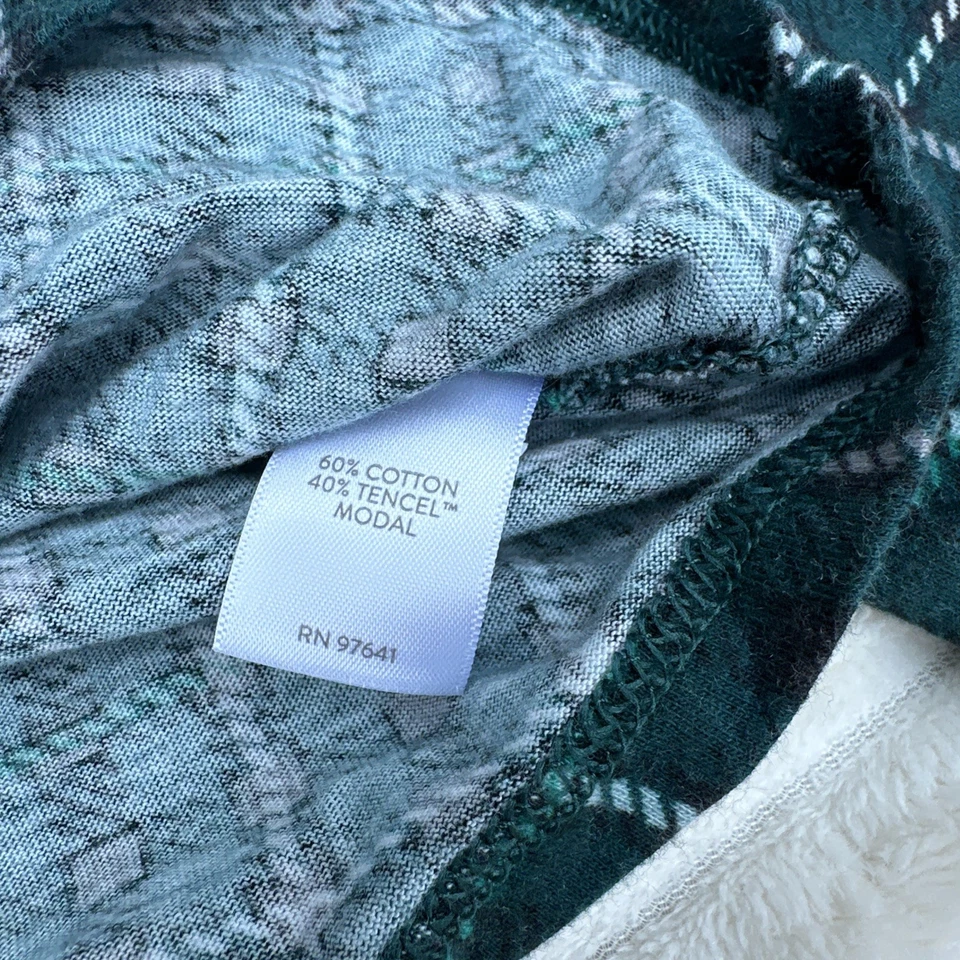 60% COTTON
40% TENCEL™
MODAL
RN 97641